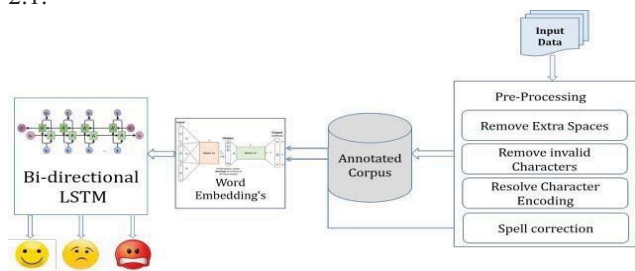 2.1.
Input
Data
Pre-Processing
Remove Extra Spaces
Remove invalid
Characters
Resolve Character
Encoding
Spell correction
Annotated
Corpus
Word
Embedding's
Bi-directional
LSTM